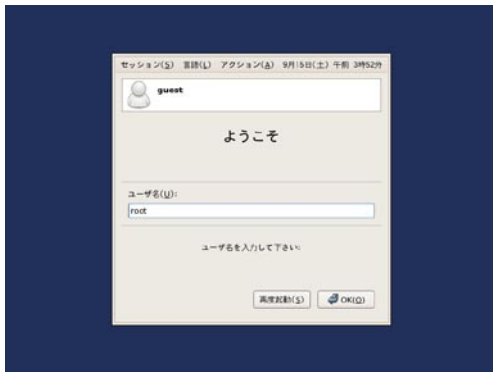 セッション(S) 言語(L) アクション(A) 9月15日(土) 午前 3時52分
guest
ようこそ
ユーザ名(U):
root
ユーザ名を入力して下さい:
再度起動(S) OK(O)